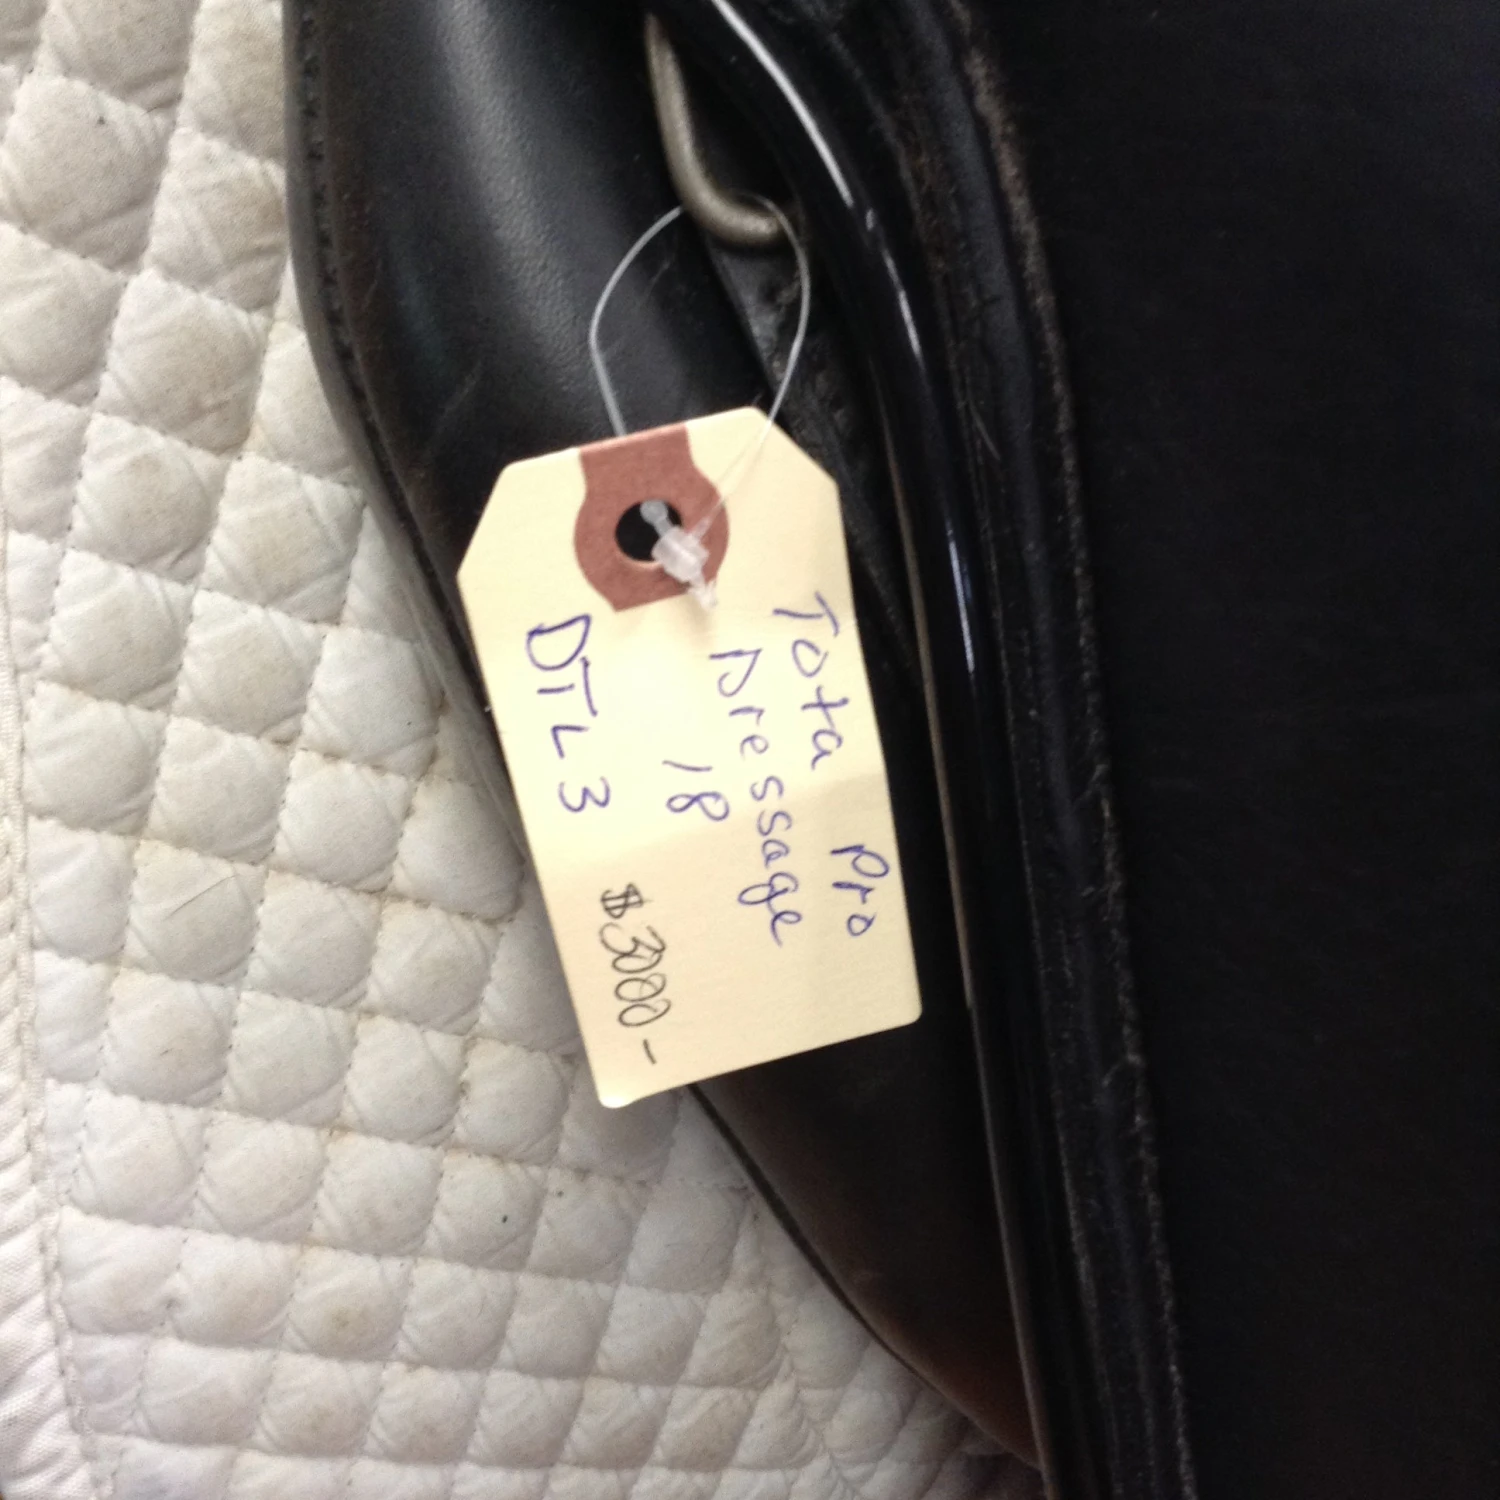 Tota Pro
Dressage
18
DTL3
$3000-